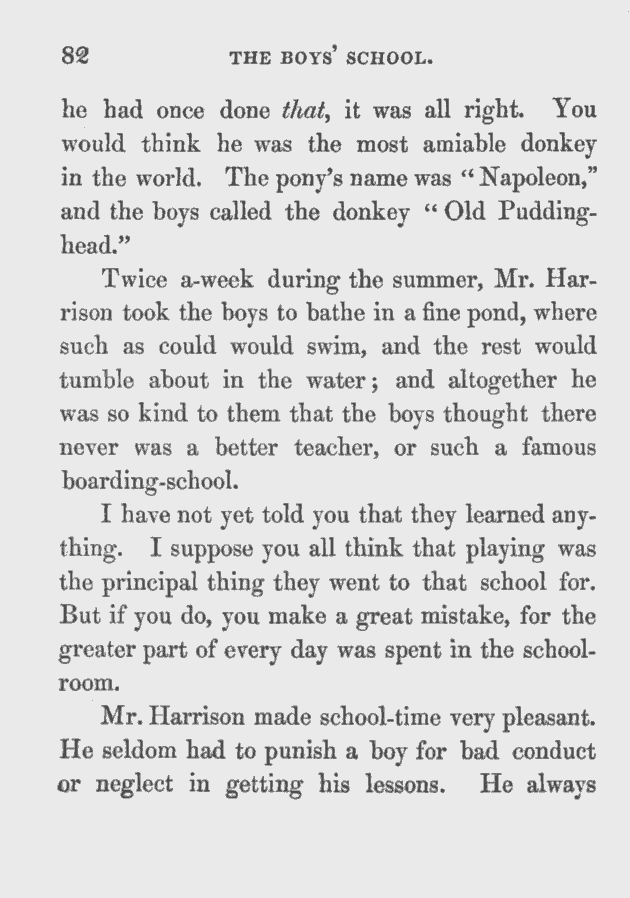 82 THE BOYS' SCHOOL.
he had once done that, it was all right. You
would think he was the most amiable donkey
in the world. The pony's name was "Napoleon,"
and the boys called the donkey "Old Pudding-
head."
Twice a-week during the summer, Mr. Har-
rison took the boys to bathe in a fine pond, where
such as could would swim, and the rest would
tumble about in the water; and altogether he
was so kind to them that the boys thought there
never was a better teacher, or such a famous
boarding-school.
I have not yet told you that they learned any-
thing. I suppose you all think that playing was
the principal thing they went to that school for.
But if you do, you make a great mistake, for the
greater part of every day was spent in the school-
room.
Mr. Harrison made school-time very pleasant.
He seldom had to punish a boy for bad conduct
or neglect in getting his lessons. He always